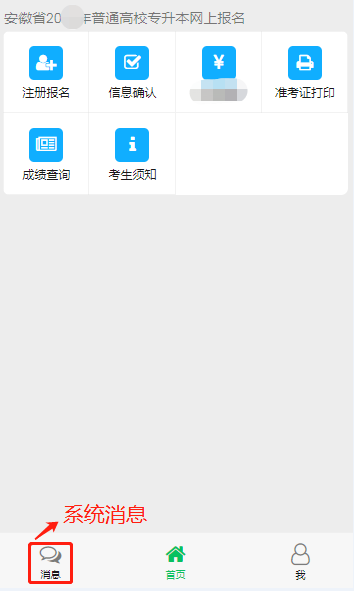 安徽省20 年普通高校专升本网上报名
注册报名 信息确认 准考证打印
成绩查询 考生须知
系统消息
消息 首页 我